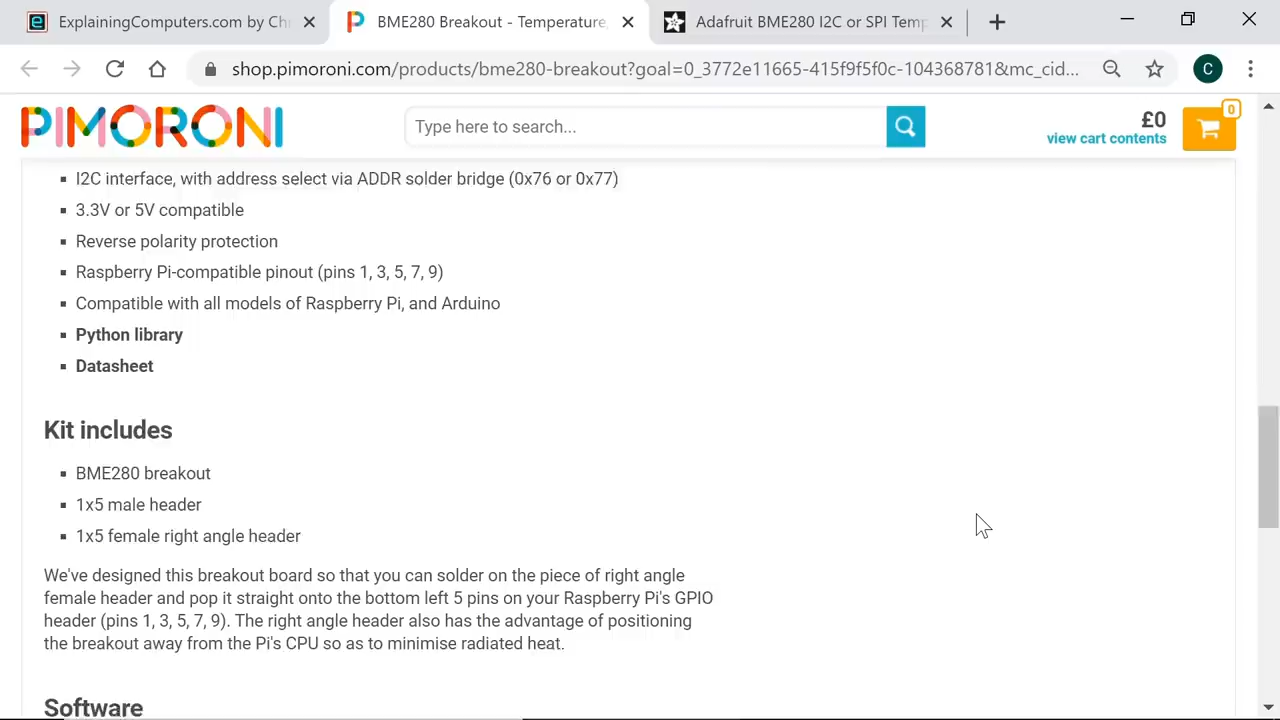 ExplainingComputers.com by Chr
BME280 Breakout - Temperature,
Adafruit BME280 I2C or SPI Temp
shop.pimoroni.com/products/bme280-breakout?goal=0_3772e11665-415f9f5f0c-104368781&mc_cid...
C
PIMORONI
Type here to search...
£0
view cart contents
0
I2C interface, with address select via ADDR solder bridge (0x76 or 0x77)
3.3V or 5V compatible
Reverse polarity protection
Raspberry Pi-compatible pinout (pins 1, 3, 5, 7, 9)
Compatible with all models of Raspberry Pi, and Arduino
Python library
Datasheet
Kit includes
BME280 breakout
1x5 male header
1x5 female right angle header
We've designed this breakout board so that you can solder on the piece of right angle
female header and pop it straight onto the bottom left 5 pins on your Raspberry Pi's GPIO
header (pins 1, 3, 5, 7, 9). The right angle header also has the advantage of positioning
the breakout away from the Pi's CPU so as to minimise radiated heat.
Software